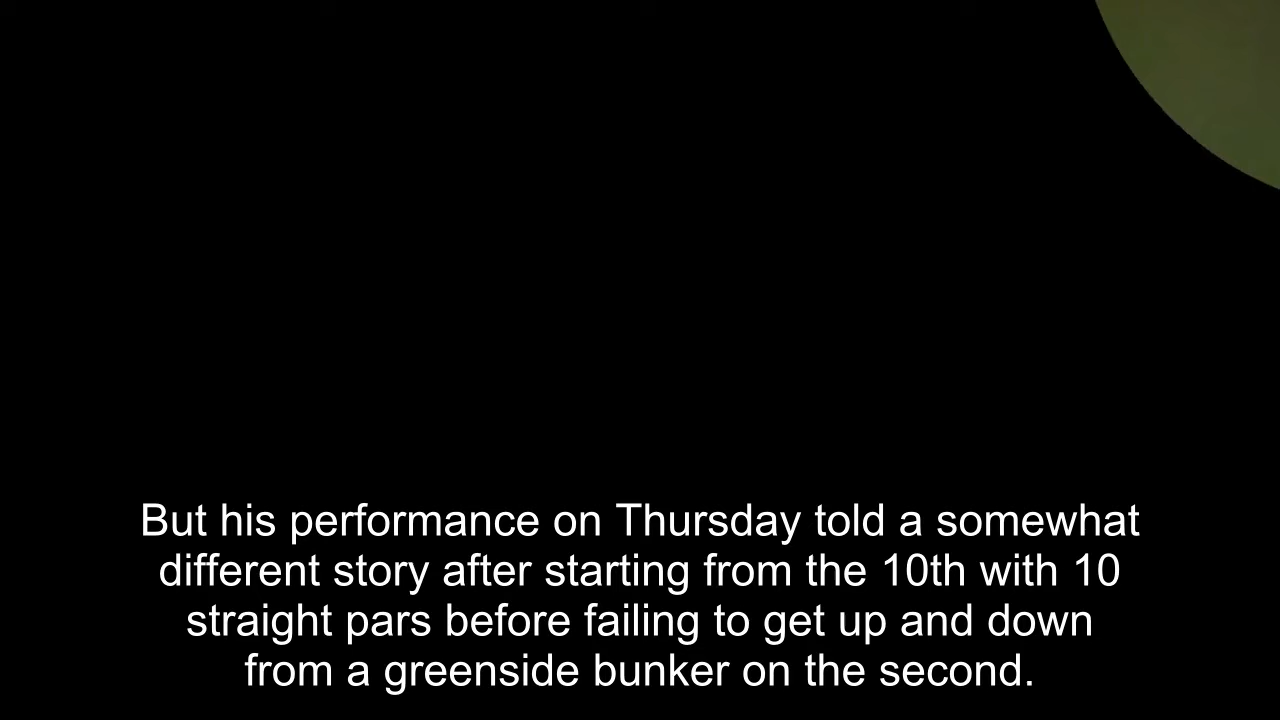 But his performance on Thursday told a somewhat
different story after starting from the 10th with 10
straight pars before failing to get up and down
from a greenside bunker on the second.